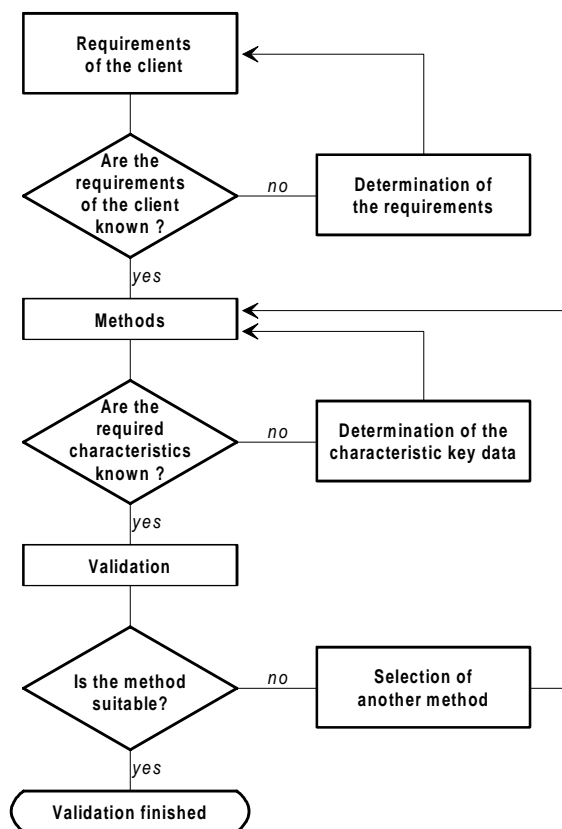 Requirements
of the client
Are the
requirements
of the client
known ?
no
Determination of
the requirements
yes
Methods
Are the
required
characteristics
known ?
no
Determination of the
characteristic key data
yes
Validation
Is the method
suitable?
no
Selection of
another method
yes
Validation finished